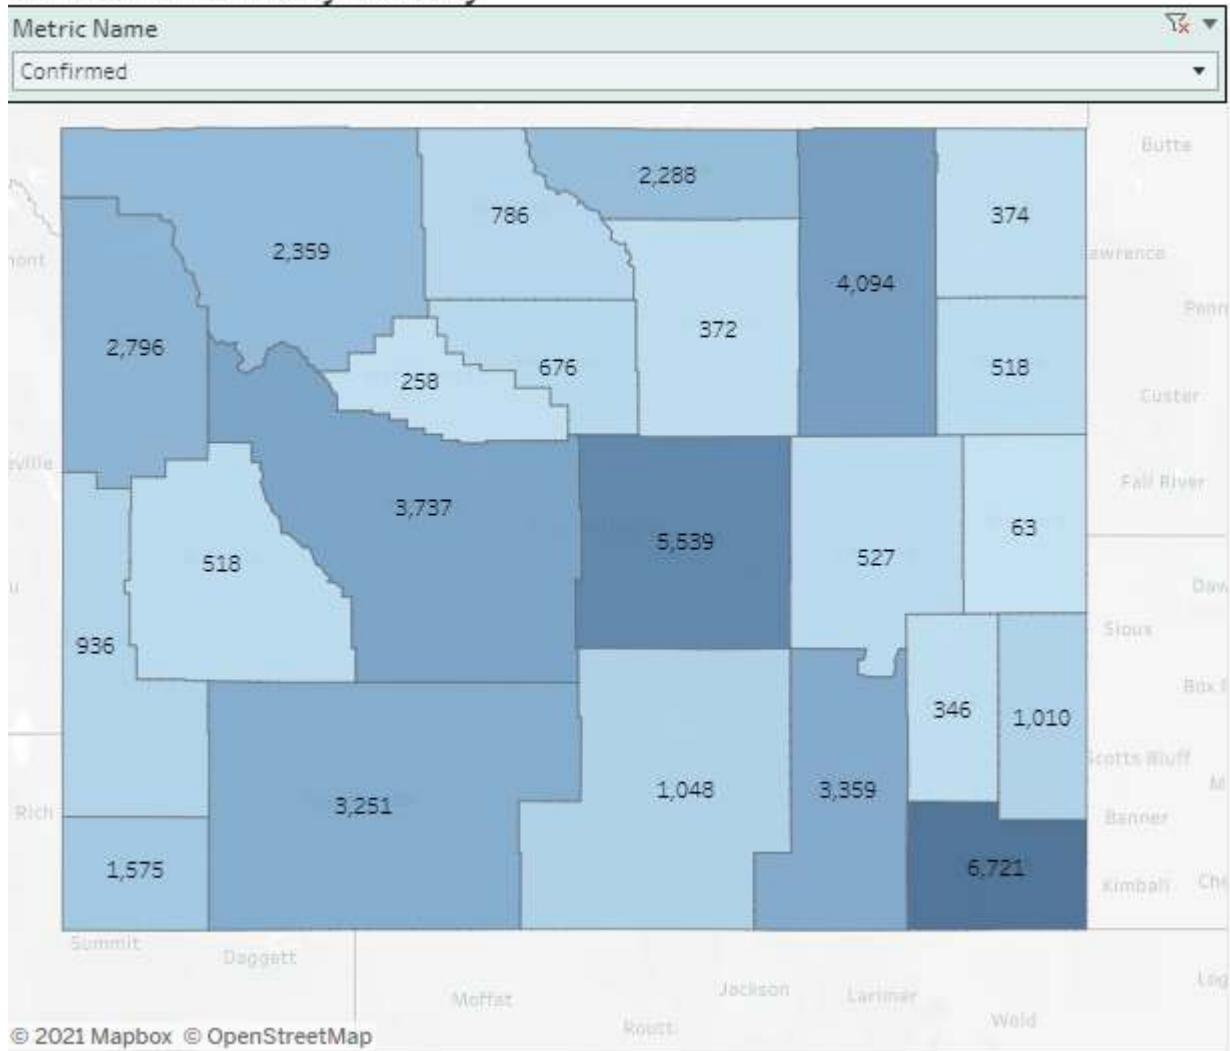 Metric Name
Confirmed
Butte
2,288
786
374
2,359
4,094
372
2,796
676
518
258
Custer
Fall River
3,737
63
5,539
527
518
Sioux
936
346
1,010
Scotts Bluff
1,048
3,359
3,251
Rich
Banner
1,575
6,721
Kimball
Summit
Daggett
Jackson
Larimer
Moffat
Routt
Weld
© 2021 Mapbox © OpenStreetMap